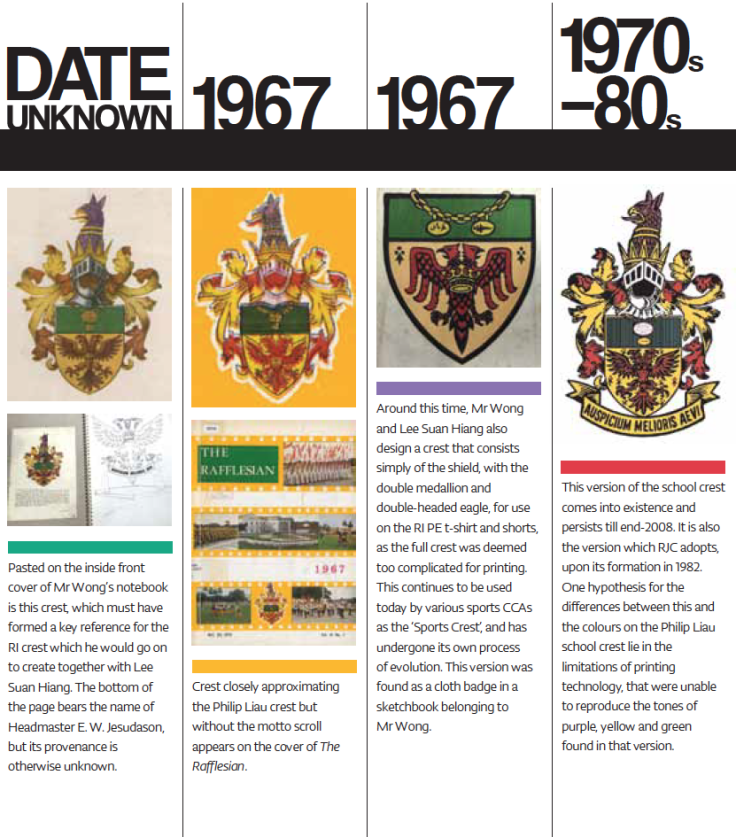 DATE
UNKNOWN
Pasted on the inside front
cover of Mr Wong's notebook
is this crest, which must have
formed a key reference for the
RI crest which he would go on
to create together with Lee
Suan Hiang. The bottom of
the page bears the name of
Headmaster E. W. Jesudason,
but its provenance is
otherwise unknown.
1967
THE
RAFFLESIAN
1967
Crest closely approximating
the Philip Liau crest but
without the motto scroll
appears on the cover of The
Rafflesian.
1967
Around this time, Mr Wong
and Lee Suan Hiang also
design a crest that consists
simply of the shield, with the
double medallion and
double-headed eagle, for use
on the RI PE t-shirt and shorts,
as the full crest was deemed
too complicated for printing.
This continues to be used
today by various sports CCAs
as the ‘Sports Crest’, and has
undergone its own process
of evolution. This version was
found as a cloth badge in a
sketchbook belonging to
Mr Wong.
1970s
–80s
AUSPICIUM MELIORIS AEVI
This version of the school crest
comes into existence and
persists till end-2008. It is also
the version which RJC adopts,
upon its formation in 1982.
One hypothesis for the
differences between this and
the colours on the Philip Liau
school crest lie in the
limitations of printing
technology, that were unable
to reproduce the tones of
purple, yellow and green
found in that version.